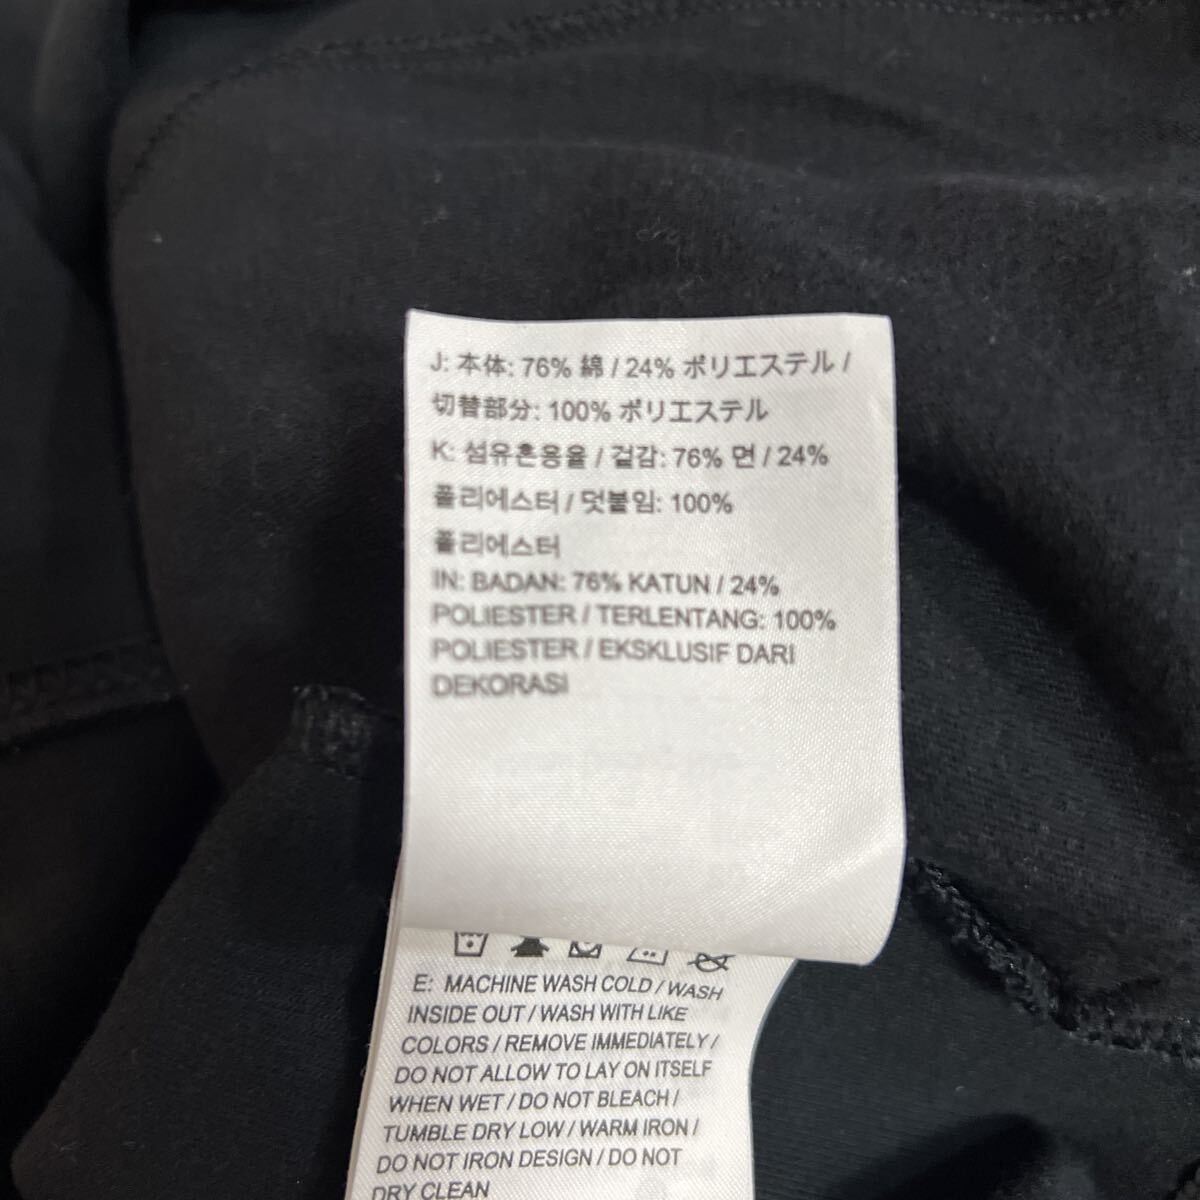 J: 本体: 76% 綿 / 24% ポリエステル /
切替部分: 100% ポリエステル
K: 섬유혼용율 / 겉감: 76% 면 / 24%
폴리에스터 / 덧붙임: 100%
폴리에스터
IN: BADAN: 76% KATUN / 24%
POLIESTER / TERLENTANG: 100%
POLIESTER / EKSKLUSIF DARI
DEKORASI
E: MACHINE WASH COLD / WASH
INSIDE OUT / WASH WITH LIKE
COLORS / REMOVE IMMEDIATELY /
DO NOT ALLOW TO LAY ON ITSELF
WHEN WET / DO NOT BLEACH /
TUMBLE DRY LOW / WARM IRON /
DO NOT IRON DESIGN / DO NOT
DRY CLEAN